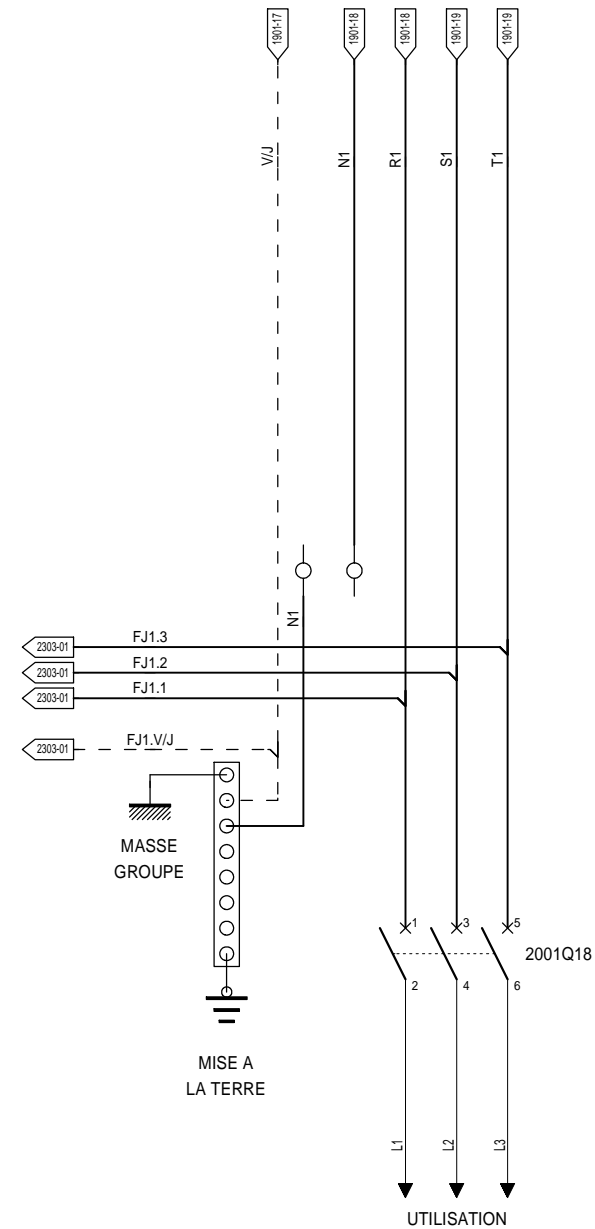 1901-17
1901-18
1901-18
1901-19
1901-19
V/J
N1
R1
S1
T1
N1
2303-01
FJ1.3
2303-01
FJ1.2
2303-01
FJ1.1
2303-01
FJ1.V/J
MASSE
GROUPE
1
3
5
2001Q18
2
4
6
MISE A
LA TERRE
L1
L2
L3
UTILISATION